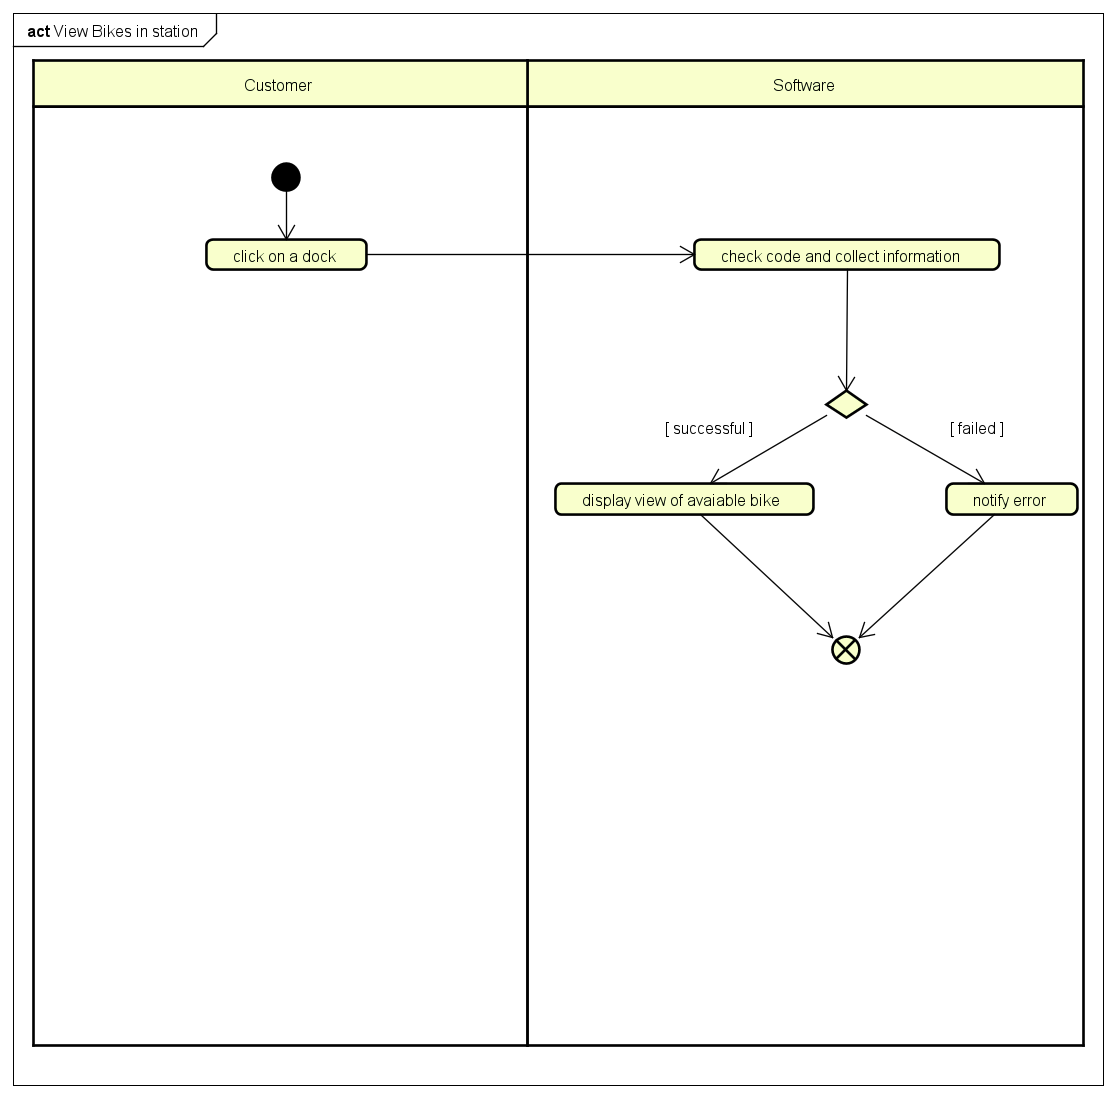 act View Bikes in station
Customer
Software
click on a dock
check code and collect information
[ successful ]
[ failed ]
display view of avaiable bike
notify error